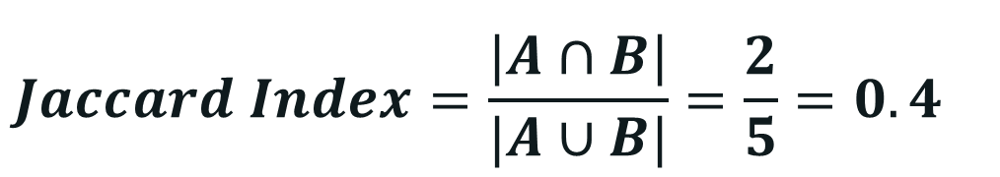 Jaccard Index = |A ∩ B| / |A ∪ B| = 2 / 5 = 0.4